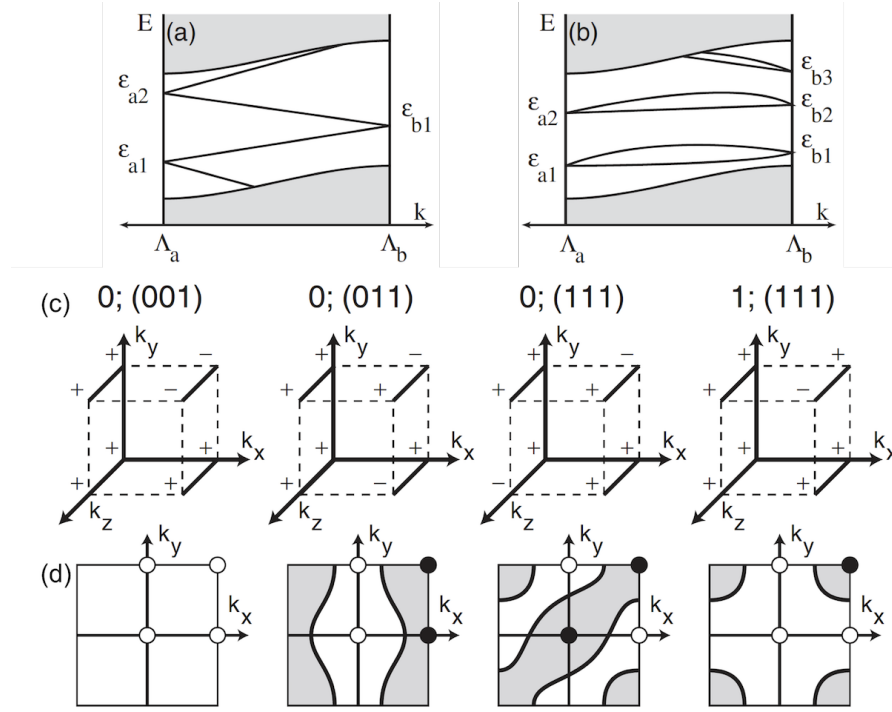 E (a)
ε a2
ε b1
ε a1
k
Λ a Λ b
E (b)
ε b3
ε a2 ε b2
ε b1
ε a1
k
Λ a Λ b
(c) 0; (001) 0; (011) 0; (111) 1; (111)
k y k y k y k y
+ − + − + − + +
+ − + + + + + −
+ + + + + + + +
k x k x k x k x
+ + + − − + + +
k z k z k z k z
(d) k y k y k y k y
k x k x k x k x